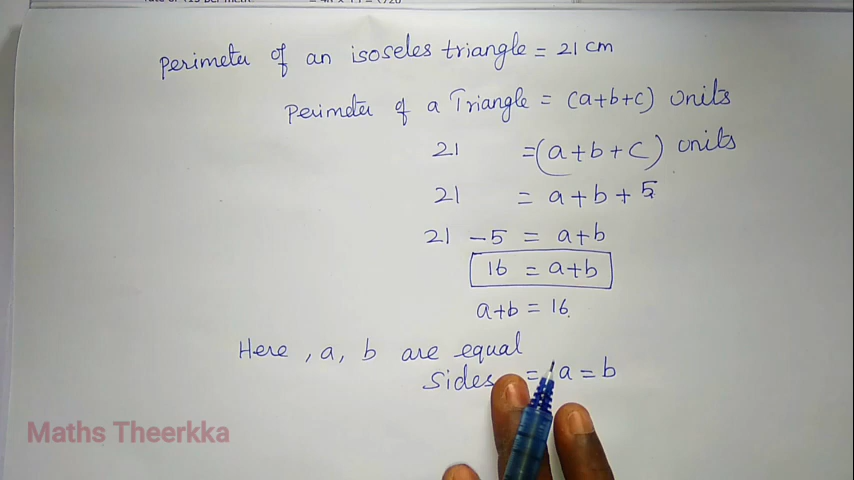 Perimeter of an isoseles triangle = 21 cm
Perimeter of a Triangle = (a+b+c) units
21 = (a+b+c) units
21 = a+b+5
21 -5 = a+b
16 = a+b
a+b = 16
Here, a, b are equal
Sides = a = b
Maths Theerkka